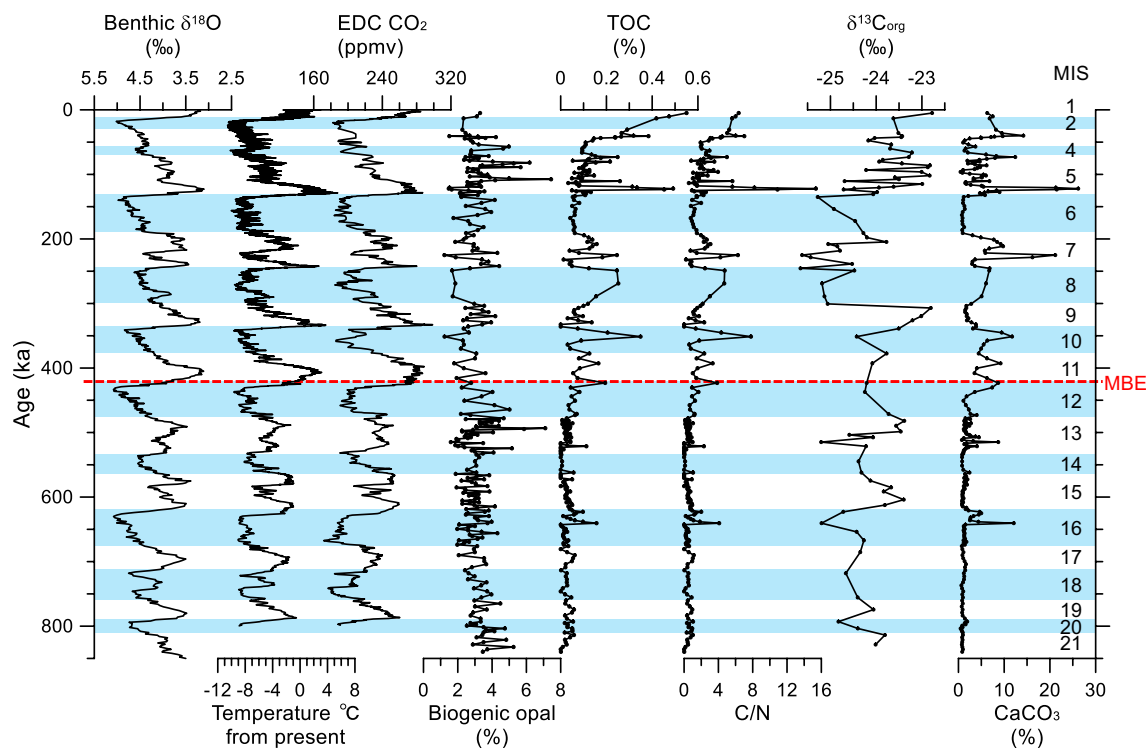 Benthic δ¹⁸O EDC CO₂ TOC δ¹³Corg
(‰) (ppmv) (%) (‰)
5.5 4.5 3.5 2.5 160 240 320 0 0.2 0.4 0.6 -25 -24 -23 MIS
0 1
2
4
5
6
200
7
8
9
10
400 11
MBE
12
13
14
600 15
16
17
18
19
800 20
21
Age (ka)
-12 -8 -4 0 4 8 0 2 4 6 8 0 4 8 12 16 0 10 20 30
Temperature °C Biogenic opal C/N CaCO₃
from present (%) (%)